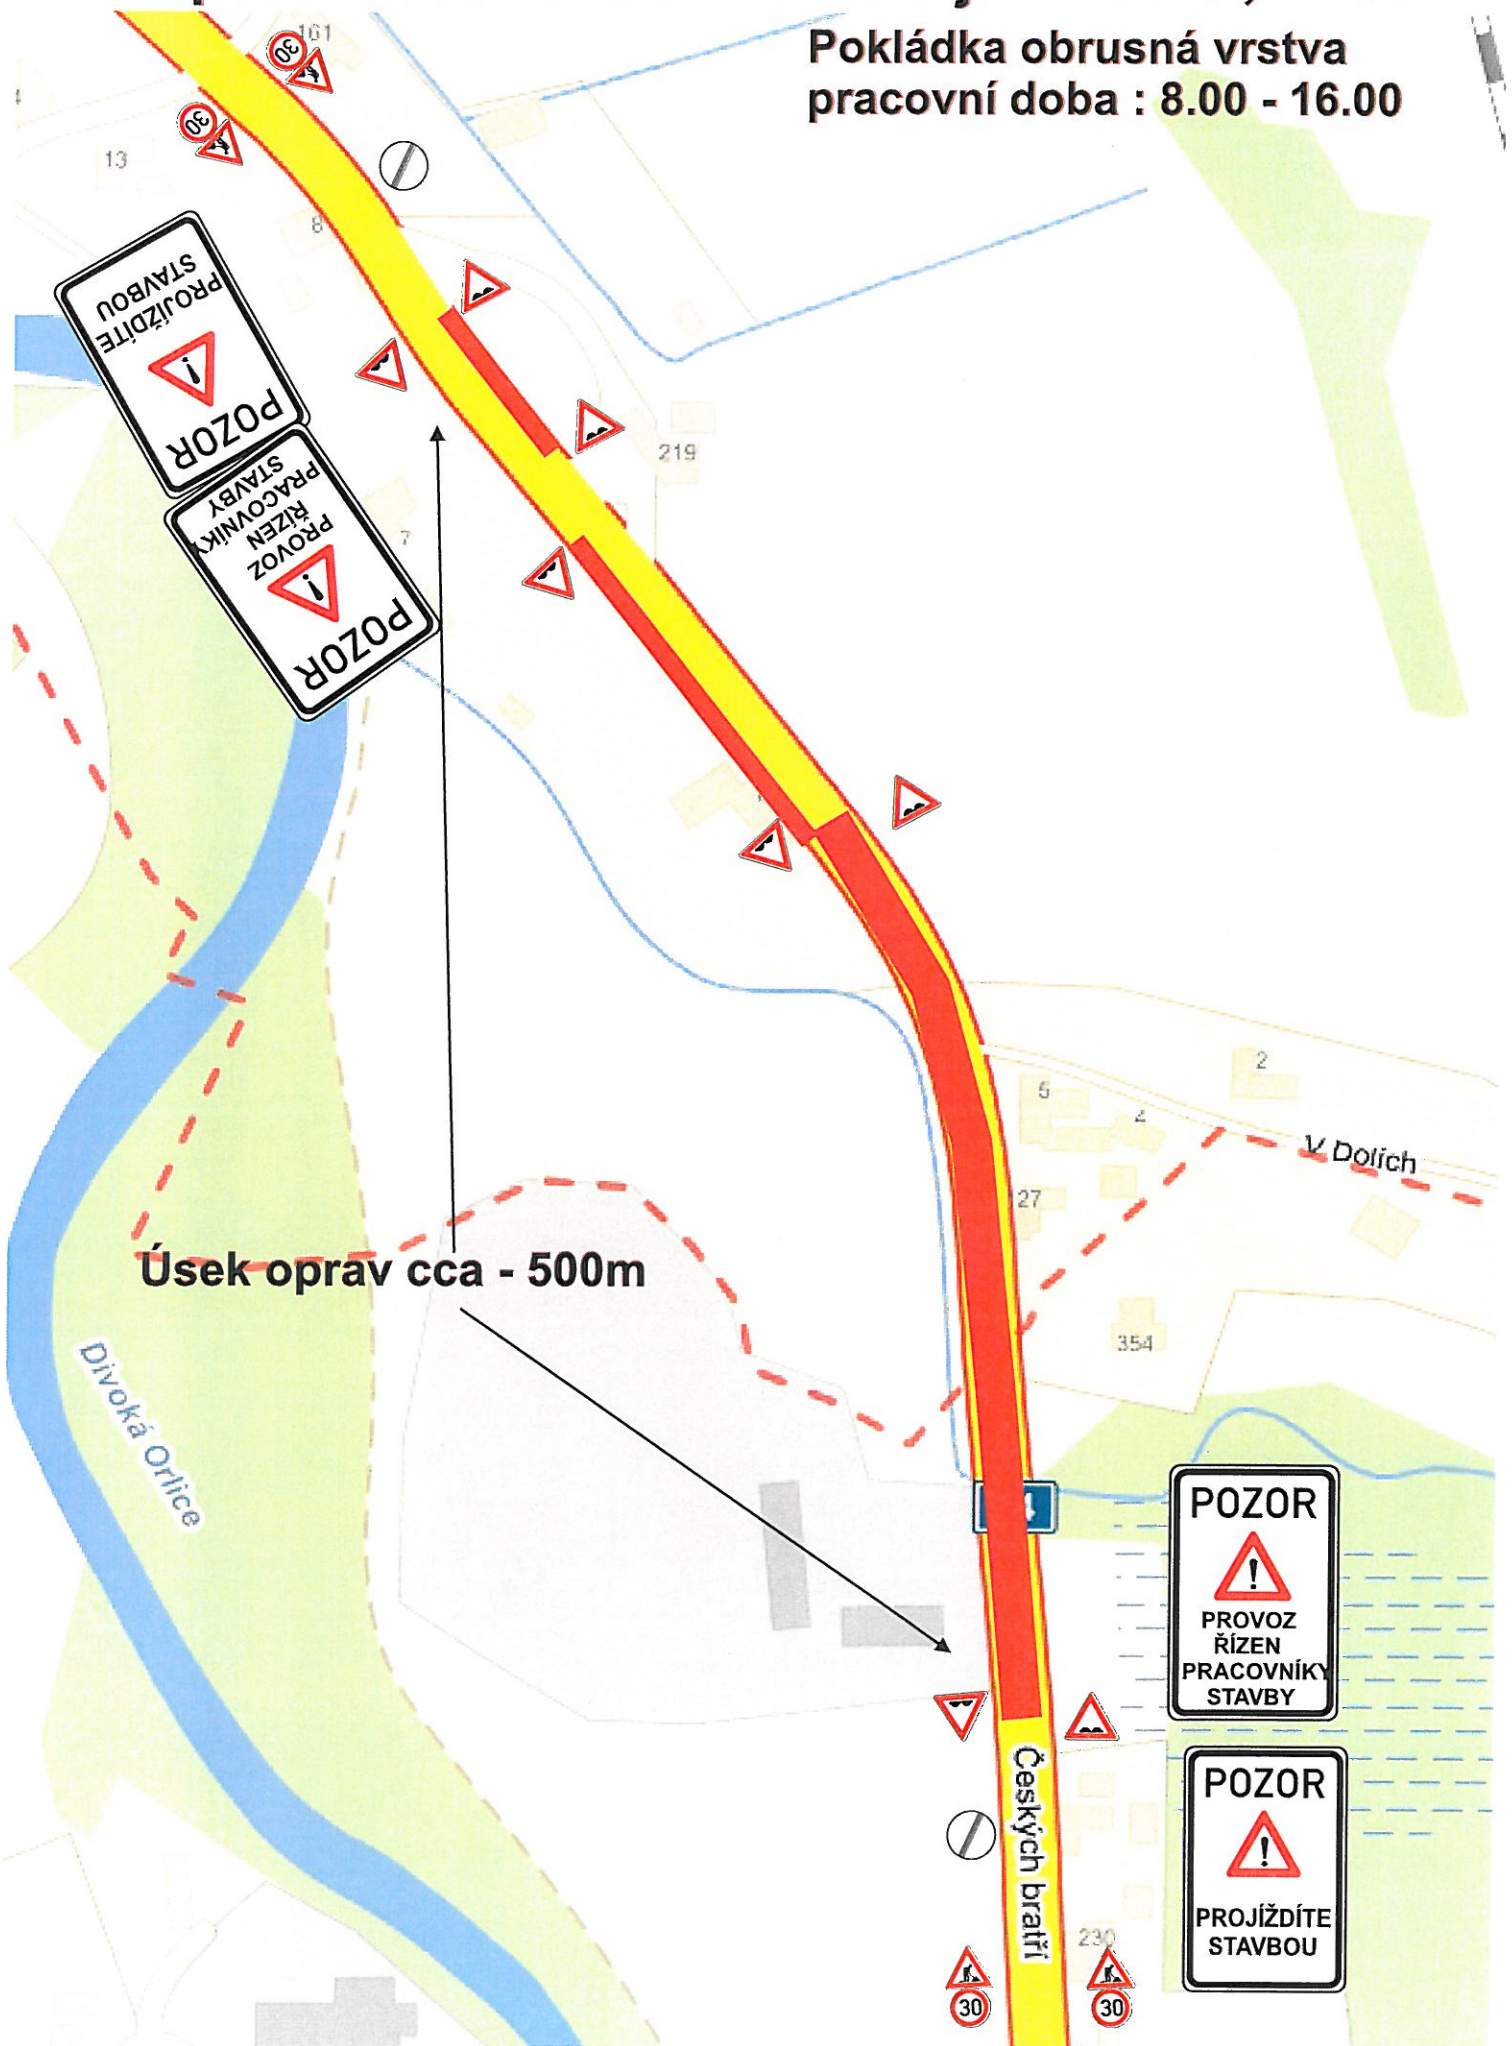 Pokládka obrusná vrstva
pracovní doba : 8.00 - 16.00
161
30
30
13
8
POZOR
!
PROJÍŽDÍTE
STAVBOU
219
7
POZOR
!
PROVOZ
ŘÍZEN
PRACOVNÍKY
STAVBY
2
5
4
V Dolích
27
Úsek oprav cca - 500m
354
Divoká Orlice
4
POZOR
!
PROVOZ
ŘÍZEN
PRACOVNÍKY
STAVBY
Českých bratří
POZOR
!
PROJÍŽDÍTE
STAVBOU
230
30
30